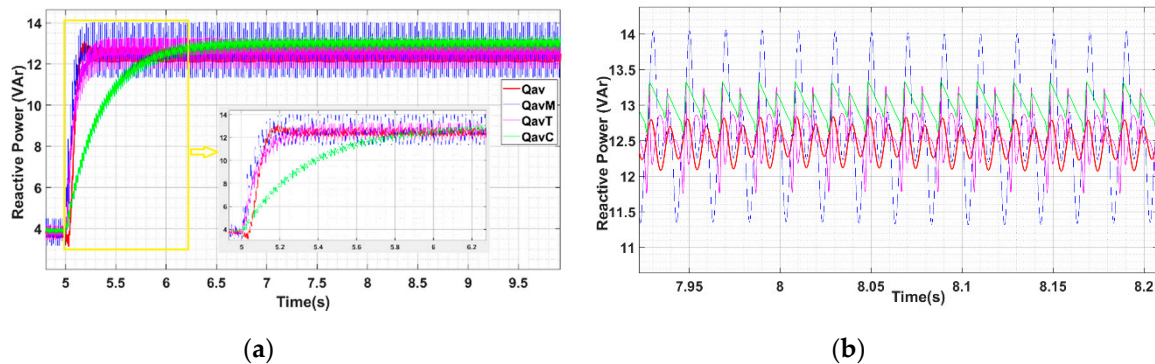 14
12
10
8
6
4
Reactive Power (VAr)
Qav
QavM
QavT
QavC
14
12
10
8
6
4
5 5.2 5.4 5.6 5.8 6 6.2
5 5.5 6 6.5 7 7.5 8 8.5 9 9.5
Time(s)
(a)
14
13.5
13
12.5
12
11.5
11
Reactive Power (VAr)
7.95 8 8.05 8.1 8.15 8.2
Time(s)
(b)